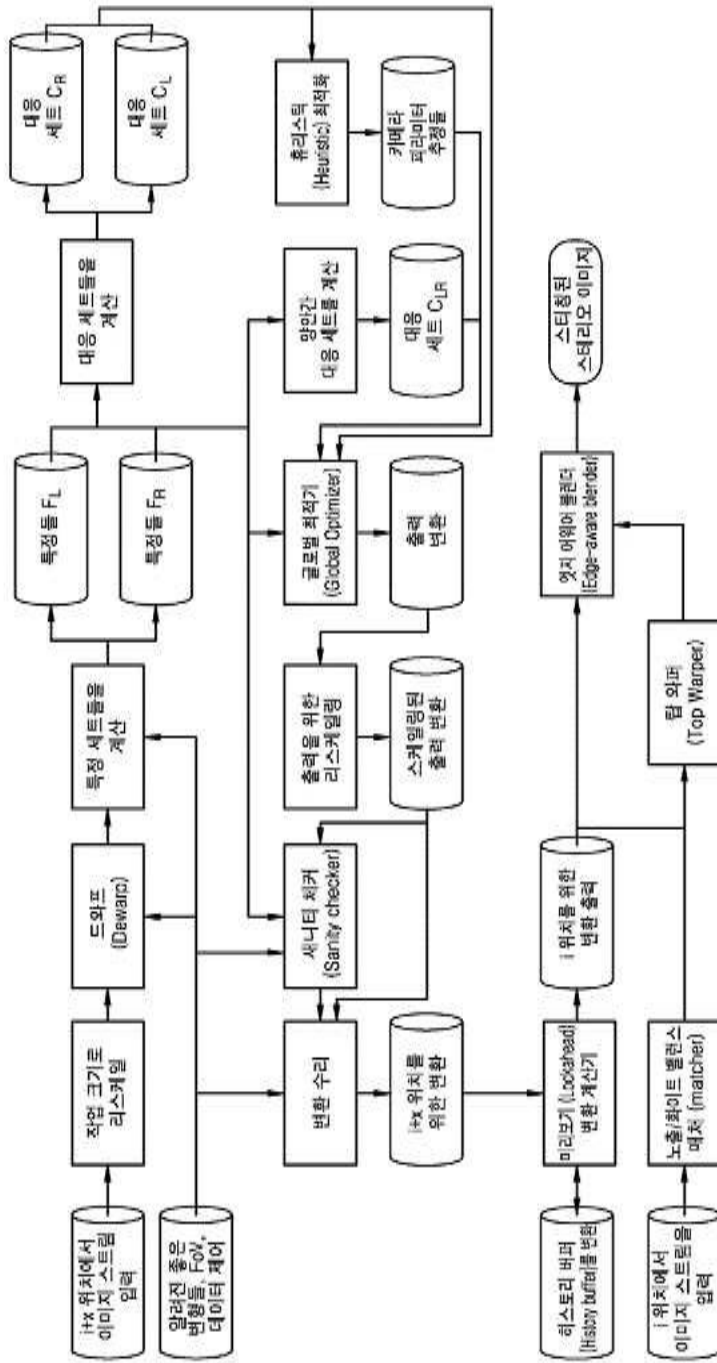 i+x 위치에서
이미지 스트림
입력
작업 크기로
리스케일
드와프
(Dewarp)
특정 세트들을
계산
특정들 FL
특정들 FR
대응 세트들을
계산
대응
세트 CR
대응
세트 CL
알려진 좋은
변형들, FoV,
데이터 제어
변환 수리
i+x 위치를
위한 변환
새니티 체커
(Sanity checker)
출력을 위한
리스케일링
스케일링된
출력 변환
글로벌 최적기
(Global Optimizer)
출력
변환
양안간
대응 세트를 계산
대응
세트 CLR
휴리스틱
(Heuristic) 최적화
카메라
파라미터
추정들
히스토리 버퍼
(History buffer)를 변환
미리보기 (Lockahead)
변환 계산기
i 위치를 위한
변환 출력
i 위치에서
이미지 스트림을
입력
노출/화이트 밸런스
매처 (matcher)
탑 와퍼
(Top Warper)
엣지 어웨어 블렌더
(Edge-aware blender)
스티칭된
스테리오 이미지